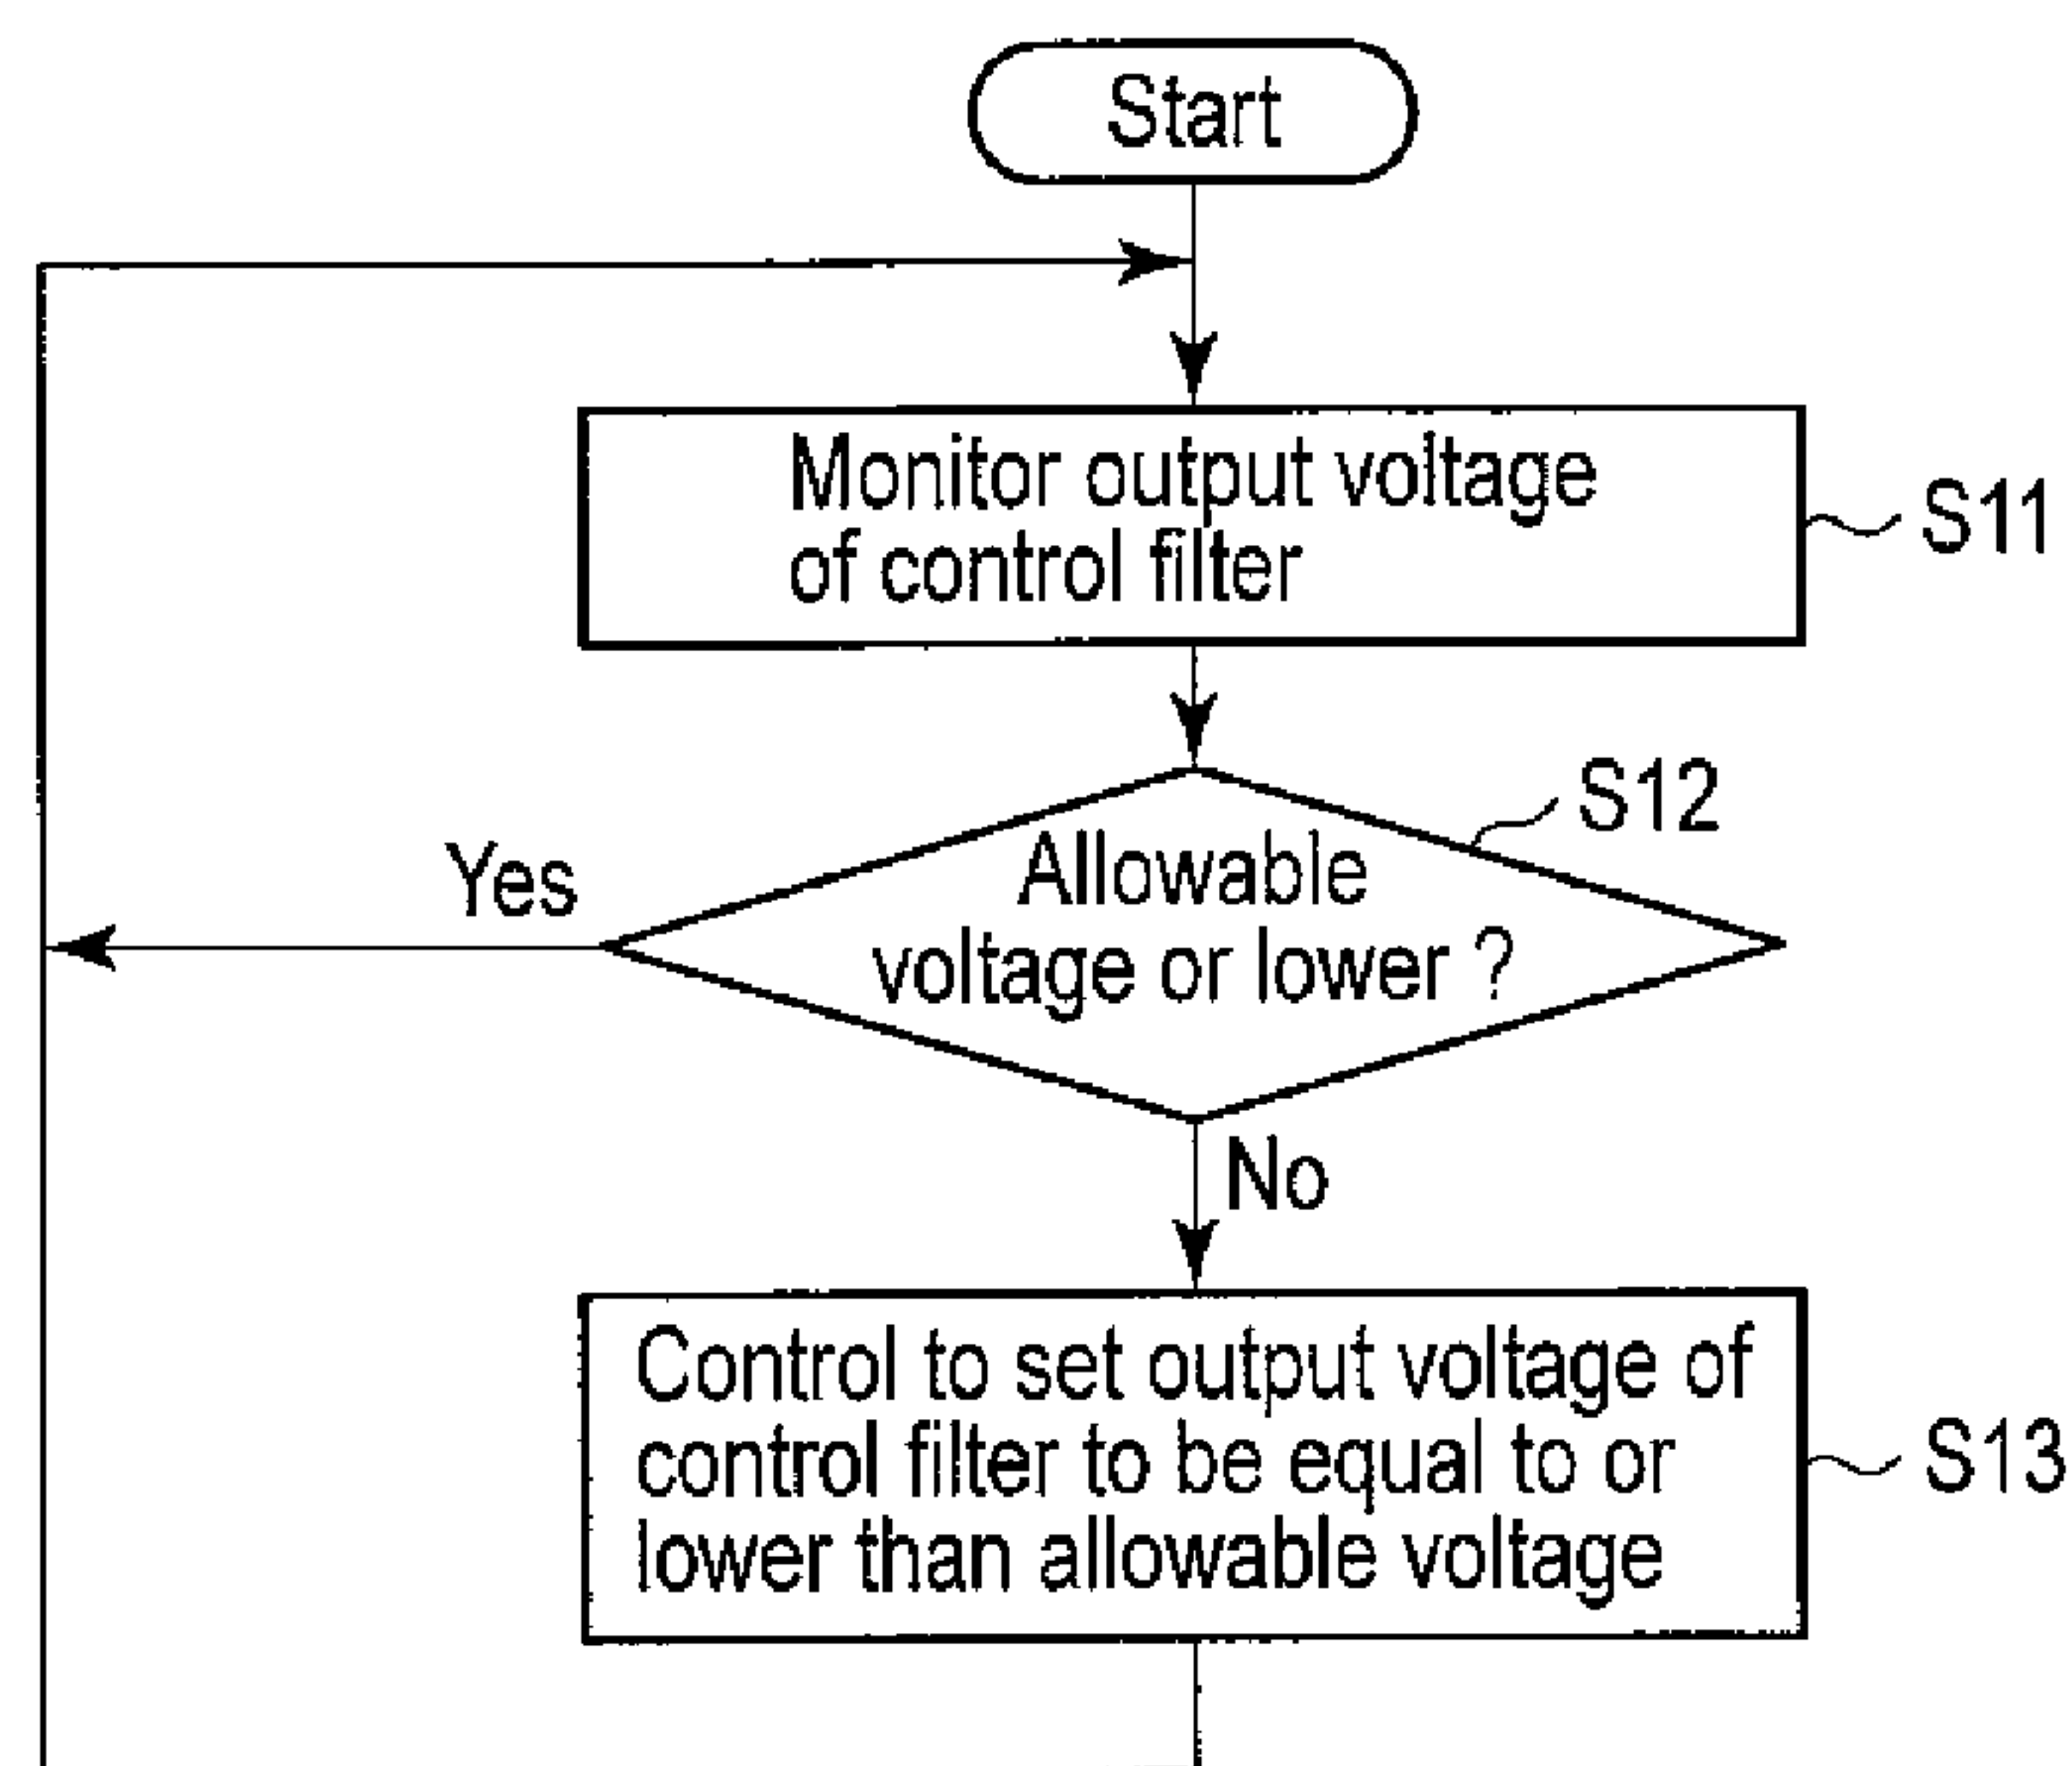 Start
Monitor output voltage
of control filter
S11
S12
Yes
Allowable
voltage or lower ?
No
Control to set output voltage of
control filter to be equal to or
lower than allowable voltage
S13